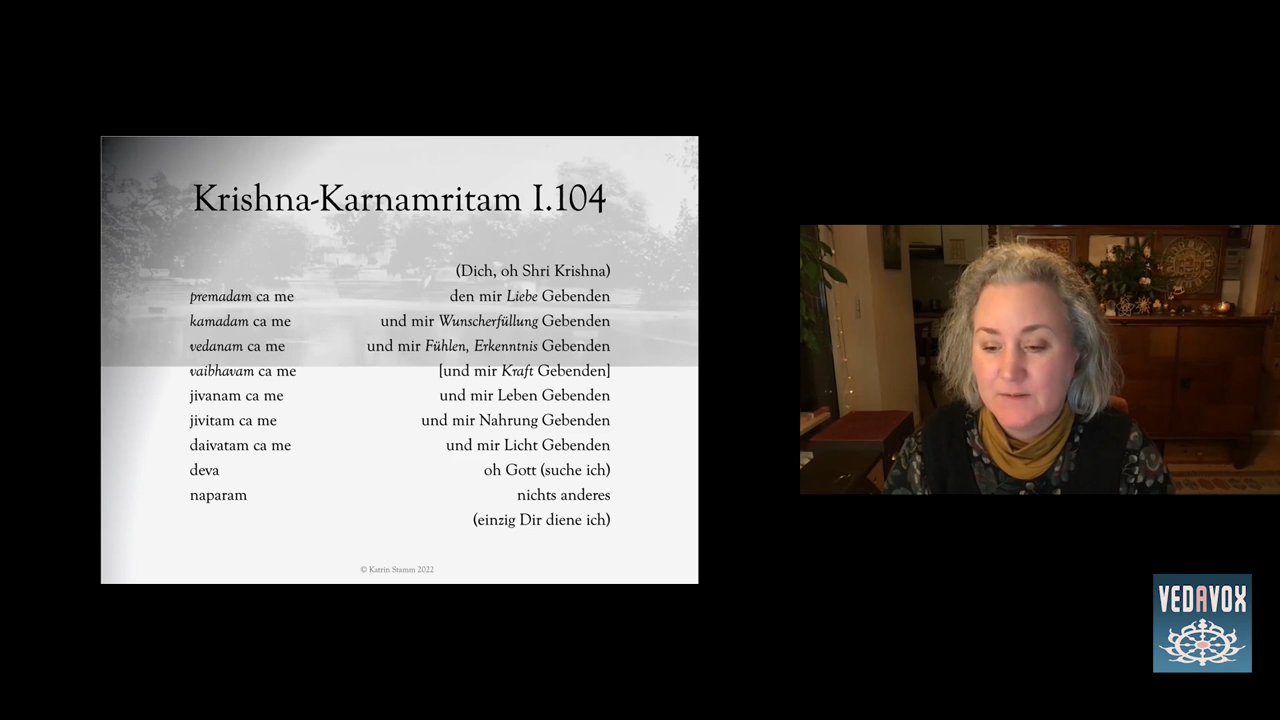 Krishna-Karnamritam I.104
(Dich, oh Shri Krishna)
premadam ca me den mir Liebe Gebenden
kamadam ca me und mir Wunscherfüllung Gebenden
vedanam ca me und mir Fühlen, Erkenntnis Gebenden
vaibhavam ca me [und mir Kraft Gebenden]
jivanam ca me und mir Leben Gebenden
jivitam ca me und mir Nahrung Gebenden
daivatam ca me und mir Licht Gebenden
deva oh Gott (suche ich)
naparam nichts anderes
(einzig Dir diene ich)
© Katrin Stamm 2022
VEDAVOX